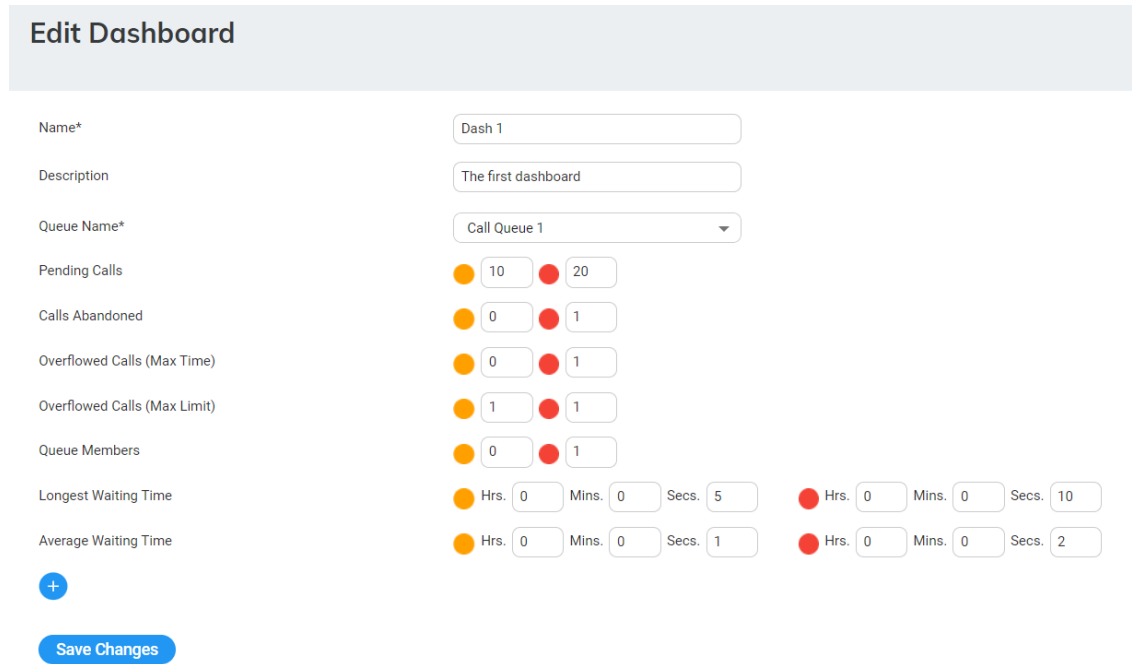 Edit Dashboard
Name* Dash 1
Description The first dashboard
Queue Name* Call Queue 1
Pending Calls 10 20
Calls Abandoned 0 1
Overflowed Calls (Max Time) 0 1
Overflowed Calls (Max Limit) 1 1
Queue Members 0 1
Longest Waiting Time Hrs. 0 Mins. 0 Secs. 5 Hrs. 0 Mins. 0 Secs. 10
Average Waiting Time Hrs. 0 Mins. 0 Secs. 1 Hrs. 0 Mins. 0 Secs. 2
+
Save Changes